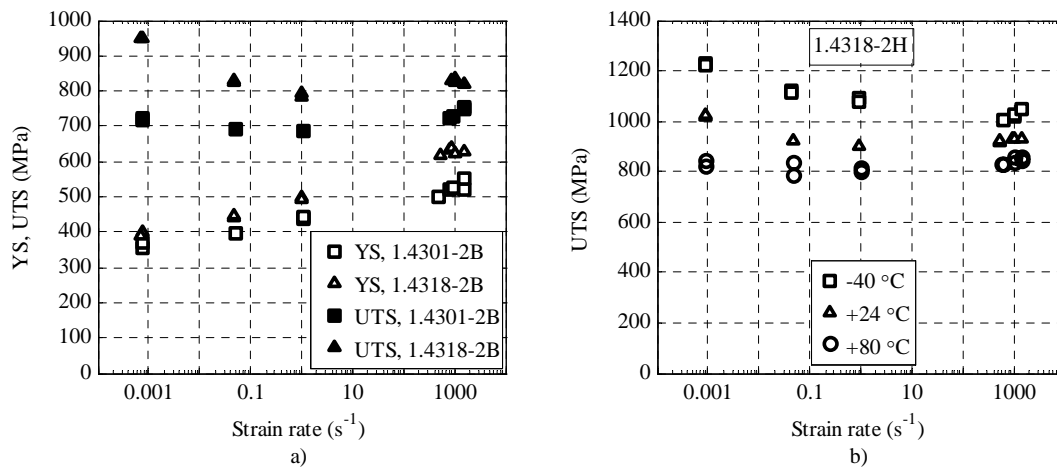 1000
900
800
700
600
500
400
300
200
100
0
YS, UTS (MPa)
0.001 0.1 10 1000
Strain rate (s⁻¹)
YS, 1.4301-2B
YS, 1.4318-2B
UTS, 1.4301-2B
UTS, 1.4318-2B
a)
1400
1200
1000
800
600
400
200
0
UTS (MPa)
1.4318-2H
-40 °C
+24 °C
+80 °C
0.001 0.1 10 1000
Strain rate (s⁻¹)
b)